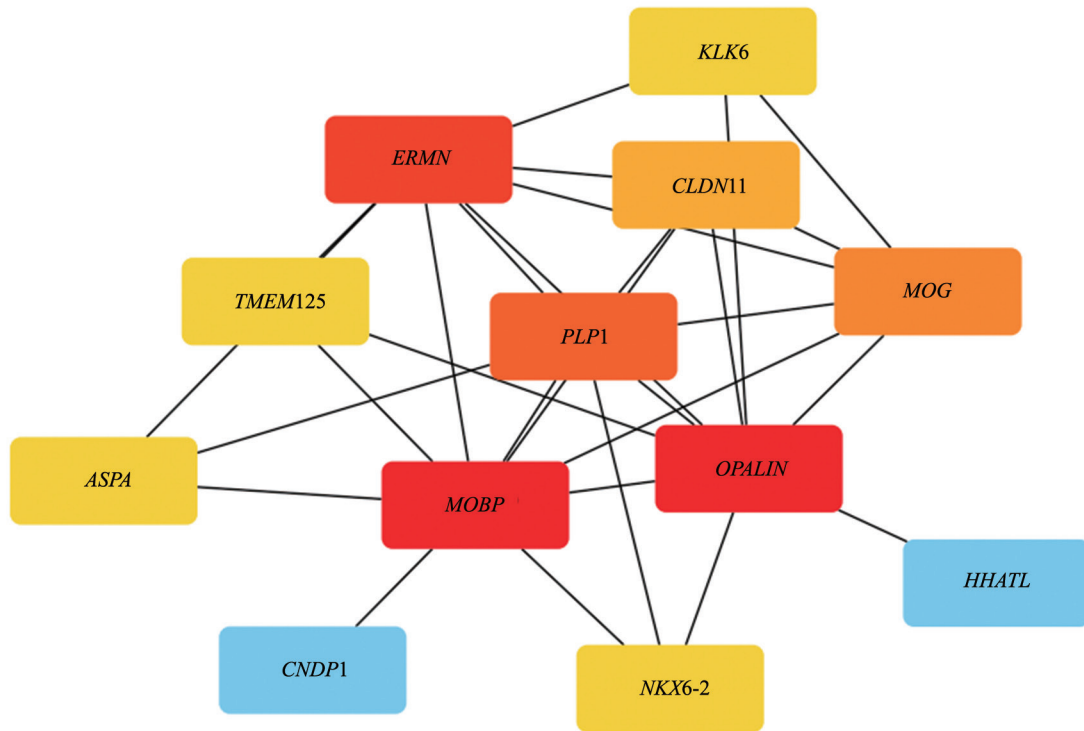 KLK6
ERMN
CLDN11
TMEM125
MOG
PLP1
ASPA
MOBP
OPALIN
HHATL
CNDP1
NKX6-2